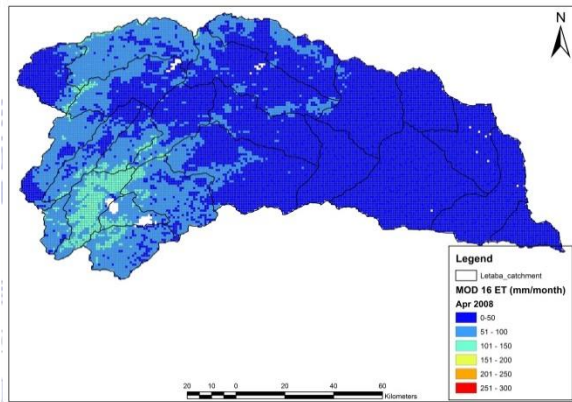 N
Legend
Letaba_catchment
MOD 16 ET (mm/month)
Apr 2008
0-50
51 - 100
101 - 150
151 - 200
201 - 250
251 - 300
20 10 0 20 40 60
Kilometers